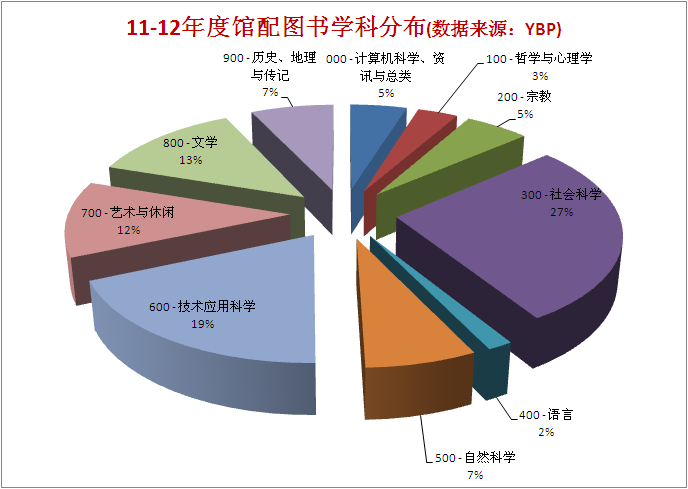 11-12年度馆配图书学科分布(数据来源：YBP)
000 - 计算机科学、资
讯与总类
5%
100 - 哲学与心理学
3%
200 - 宗教
5%
300 - 社会科学
27%
400 - 语言
2%
500 - 自然科学
7%
600 - 技术应用科学
19%
700 - 艺术与休闲
12%
800 - 文学
13%
900 - 历史、地理
与传记
7%